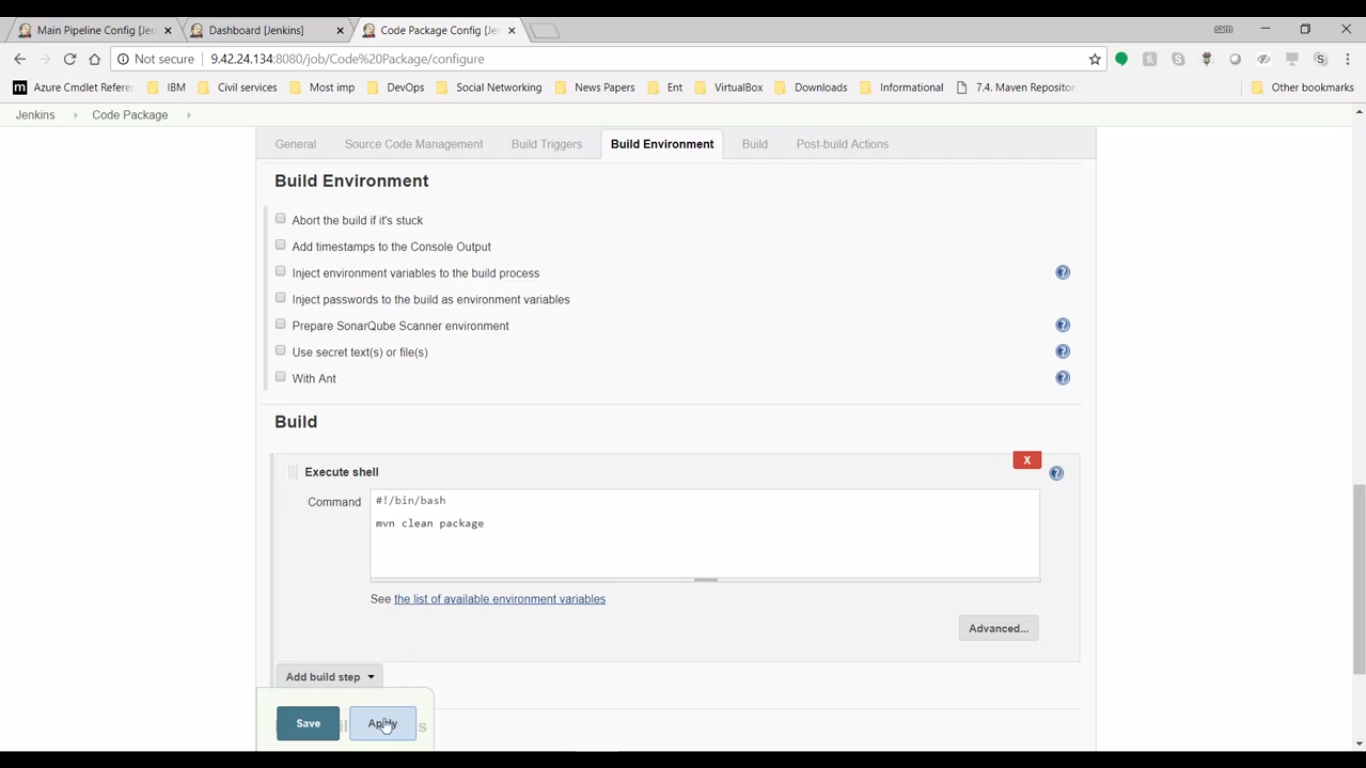 Main Pipeline Config [Jen
Dashboard [Jenkins]
Code Package Config [Jen
sam
Not secure
9.42.24.134:8080/job/Code%20Package/configure
Azure Cmdlet Referen
IBM
Civil services
Most imp
DevOps
Social Networking
News Papers
Ent
VirtualBox
Downloads
Informational
7.4. Maven Repositor
Other bookmarks
Jenkins
Code Package
General
Source Code Management
Build Triggers
Build Environment
Build
Post-build Actions
Build Environment
Abort the build if it's stuck
Add timestamps to the Console Output
Inject environment variables to the build process
Inject passwords to the build as environment variables
Prepare SonarQube Scanner environment
Use secret text(s) or file(s)
With Ant
Build
X
Execute shell
Command
#!/bin/bash
mvn clean package
See the list of available environment variables
Advanced...
Add build step
Save
Apply